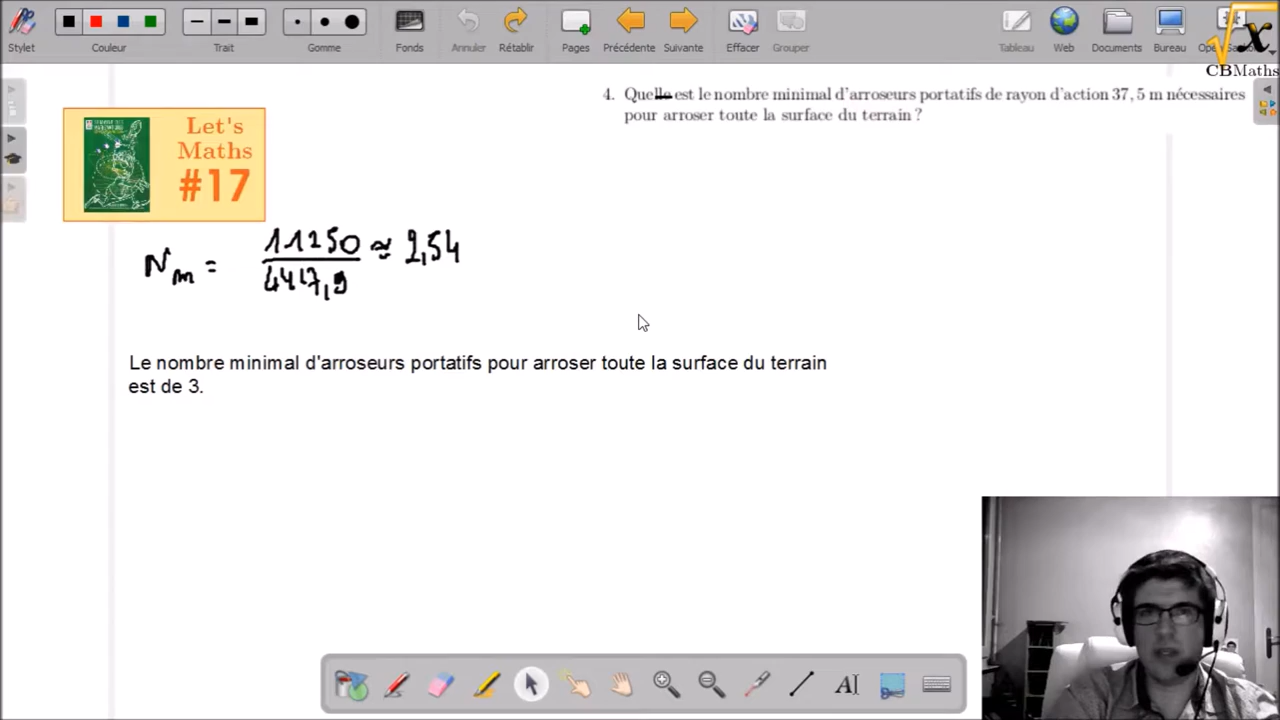 Stylet
Couleur
Trait
Gomme
Fonds
Annuler
Rétablir
Pages
Précédente
Suivante
Effacer
Grouper
Tableau
Web
Documents
Bureau
x
CBMaths
4. Quelle est le nombre minimal d'arroseurs portatifs de rayon d'action 37,5 m nécessaires
pour arroser toute la surface du terrain ?
Let's
Maths
#17
Nm = 11250 / 4417,9 ≈ 2,54
Le nombre minimal d'arroseurs portatifs pour arroser toute la surface du terrain
est de 3.
AI